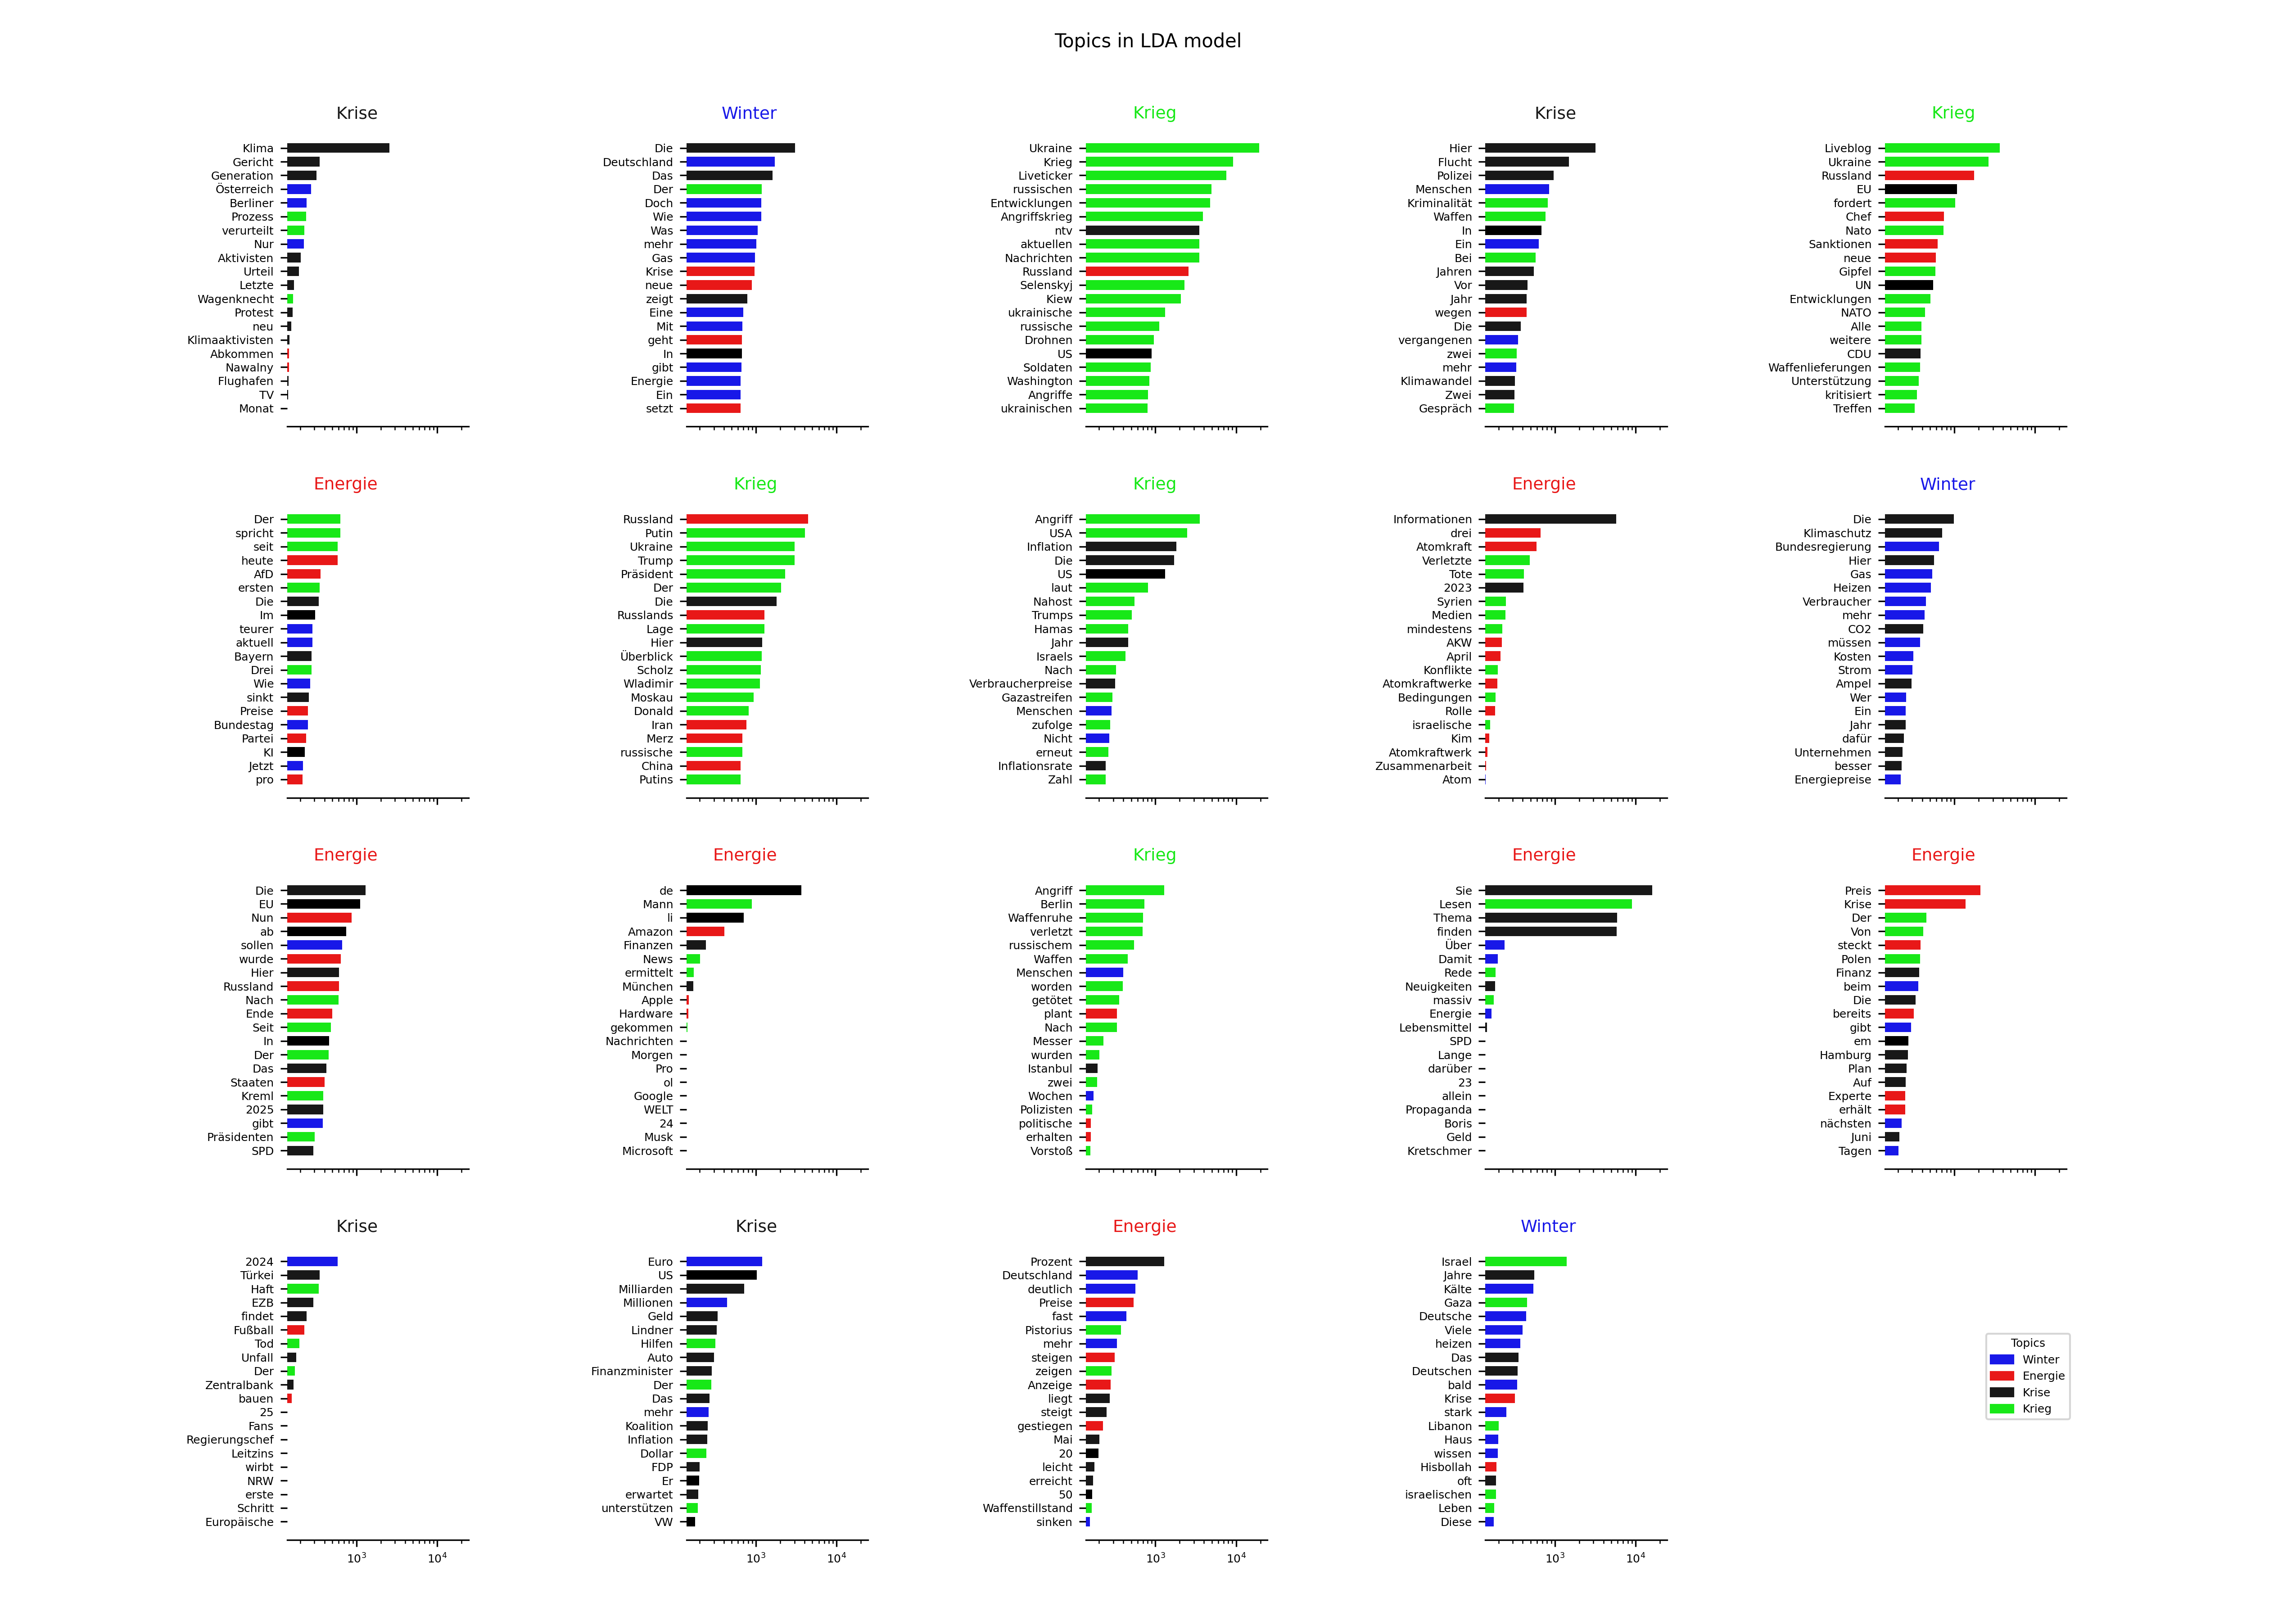 Topics in LDA model
Krise
Klima
Gericht
Generation
Österreich
Berliner
Prozess
verurteilt
Nur
Aktivisten
Urteil
Letzte
Wagenknecht
Protest
neu
Klimaaktivisten
Abkommen
Nawalny
Flughafen
TV
Monat
Winter
Die
Deutschland
Das
Der
Doch
Wie
Was
mehr
Gas
Krise
neue
zeigt
Eine
Mit
geht
In
gibt
Energie
Ein
setzt
Krieg
Ukraine
Krieg
Liveticker
russischen
Entwicklungen
Angriffskrieg
ntv
aktuellen
Nachrichten
Russland
Selenskyj
Kiew
ukrainische
russische
Drohnen
US
Soldaten
Washington
Angriffe
ukrainischen
Krise
Hier
Flucht
Polizei
Menschen
Kriminalität
Waffen
In
Ein
Bei
Jahren
Vor
Jahr
wegen
Die
vergangenen
zwei
mehr
Klimawandel
Zwei
Gespräch
Krieg
Liveblog
Ukraine
Russland
EU
fordert
Chef
Nato
Sanktionen
neue
Gipfel
UN
Entwicklungen
NATO
Alle
weitere
CDU
Waffenlieferungen
Unterstützung
kritisiert
Treffen
Energie
Der
spricht
seit
heute
AfD
ersten
Die
Im
teurer
aktuell
Bayern
Drei
Wie
sinkt
Preise
Bundestag
Partei
KI
Jetzt
pro
Krieg
Russland
Putin
Ukraine
Trump
Präsident
Der
Die
Russlands
Lage
Hier
Überblick
Scholz
Wladimir
Moskau
Donald
Iran
Merz
russische
China
Putins
Krieg
Angriff
USA
Inflation
Die
US
laut
Nahost
Trumps
Hamas
Jahr
Israels
Nach
Verbraucherpreise
Gazastreifen
Menschen
zufolge
Nicht
erneut
Inflationsrate
Zahl
Energie
Informationen
drei
Atomkraft
Verletzte
Tote
2023
Syrien
Medien
mindestens
AKW
April
Konflikte
Atomkraftwerke
Bedingungen
Rolle
israelische
Kim
Atomkraftwerk
Zusammenarbeit
Atom
Winter
Die
Klimaschutz
Bundesregierung
Hier
Gas
Heizen
Verbraucher
mehr
CO2
müssen
Kosten
Strom
Ampel
Wer
Ein
Jahr
dafür
Unternehmen
besser
Energiepreise
Energie
Die
EU
Nun
ab
sollen
wurde
Hier
Russland
Nach
Ende
Seit
In
Der
Das
Staaten
Kreml
2025
gibt
Präsidenten
SPD
Energie
de
Mann
li
Amazon
Finanzen
News
ermittelt
München
Apple
Hardware
gekommen
Nachrichten
Morgen
Pro
ol
Google
WELT
24
Musk
Microsoft
Krieg
Angriff
Berlin
Waffenruhe
verletzt
russischem
Waffen
Menschen
worden
getötet
plant
Nach
Messer
wurden
Istanbul
zwei
Wochen
Polizisten
politische
erhalten
Vorstoß
Energie
Sie
Lesen
Thema
finden
Über
Damit
Rede
Neuigkeiten
massiv
Energie
Lebensmittel
SPD
Lange
darüber
23
allein
Propaganda
Boris
Geld
Kretschmer
Energie
Preis
Krise
Der
Von
steckt
Polen
Finanz
beim
Die
bereits
gibt
em
Hamburg
Plan
Auf
Experte
erhält
nächsten
Juni
Tagen
Krise
2024
Türkei
Haft
EZB
findet
Fußball
Tod
Unfall
Der
Zentralbank
bauen
25
Fans
Regierungschef
Leitzins
wirbt
NRW
erste
Schritt
Europäische
10³ 10⁴
Krise
Euro
US
Milliarden
Millionen
Geld
Lindner
Hilfen
Auto
Finanzminister
Der
Das
mehr
Koalition
Inflation
Dollar
FDP
Er
erwartet
unterstützen
VW
10³ 10⁴
Energie
Prozent
Deutschland
deutlich
Preise
fast
Pistorius
mehr
steigen
zeigen
Anzeige
liegt
steigt
gestiegen
Mai
20
leicht
erreicht
50
Waffenstillstand
sinken
10³ 10⁴
Winter
Israel
Jahre
Kälte
Gaza
Deutsche
Viele
heizen
Das
Deutschen
bald
Krise
stark
Libanon
Haus
wissen
Hisbollah
oft
israelischen
Leben
Diese
10³ 10⁴
Topics
Winter
Energie
Krise
Krieg